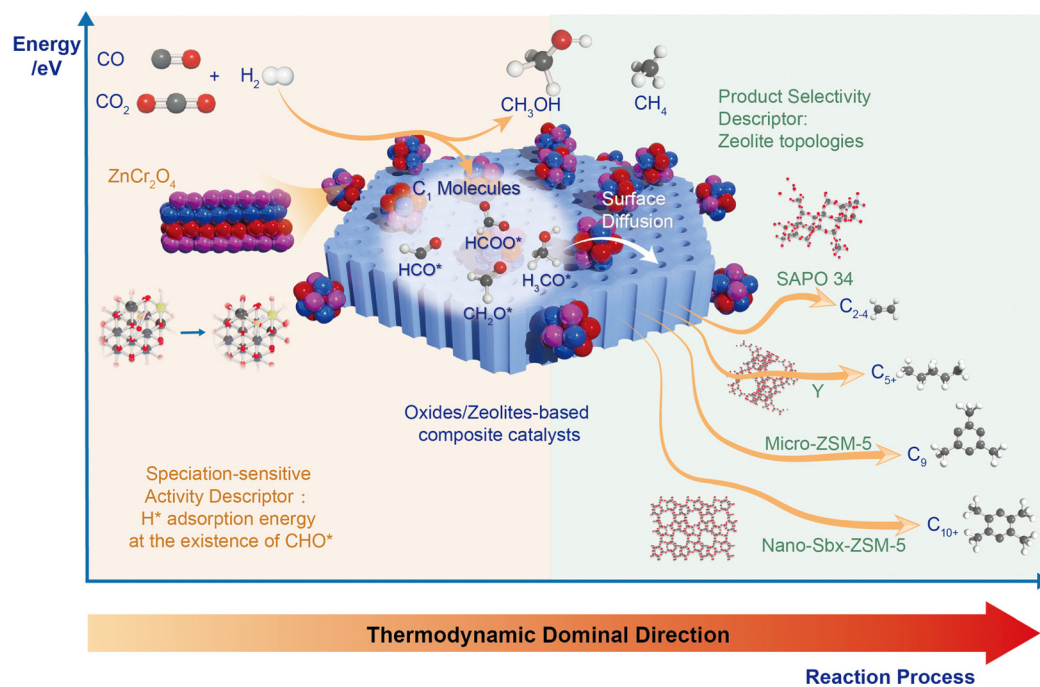 Energy
/eV
CO
+ H₂
CO₂
CH₃OH
CH₄
Product Selectivity
Descriptor:
Zeolite topologies
ZnCr₂O₄
C₁ Molecules
HCOO*
HCO*
H₃CO*
CH₂O*
Surface
Diffusion
SAPO 34
C₂₋₄
C₅₊
Y
Oxides/Zeolites-based
composite catalysts
Micro-ZSM-5
C₉
Speciation-sensitive
Activity Descriptor :
H* adsorption energy
at the existence of CHO*
C₁₀₊
Nano-Sbx-ZSM-5
Thermodynamic Dominal Direction
Reaction Process